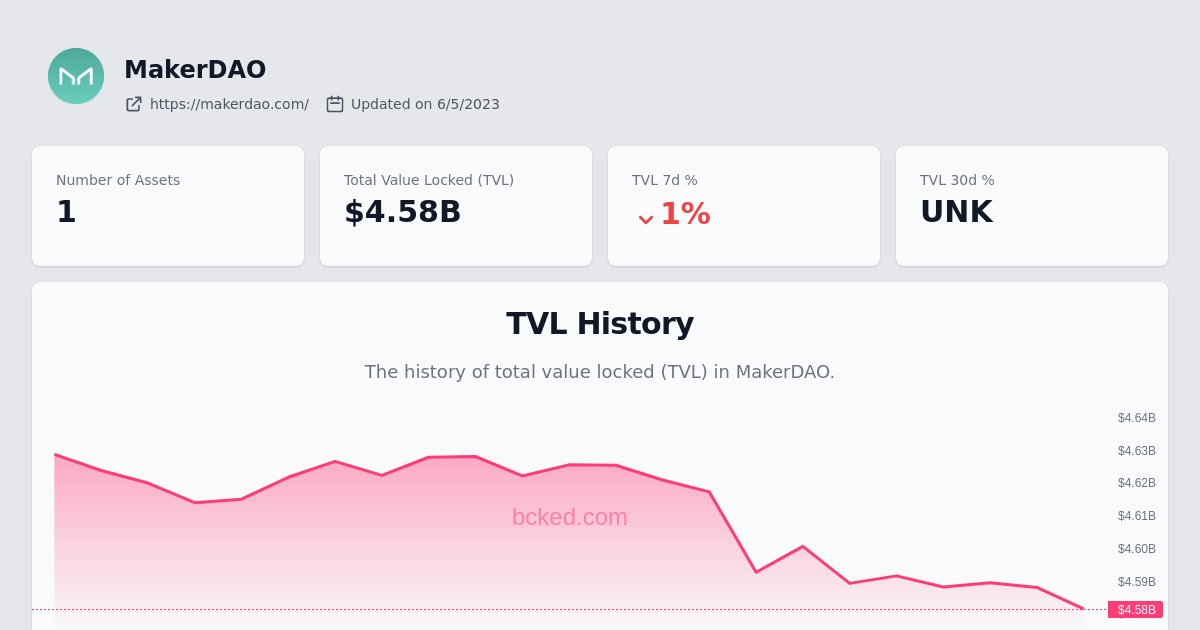 MakerDAO
https://makerdao.com/ Updated on 6/5/2023
Number of Assets
1
Total Value Locked (TVL)
$4.58B
TVL 7d %
1%
TVL 30d %
UNK
TVL History
The history of total value locked (TVL) in MakerDAO.
$4.64B
$4.63B
$4.62B
$4.61B
$4.60B
$4.59B
$4.58B
bcked.com